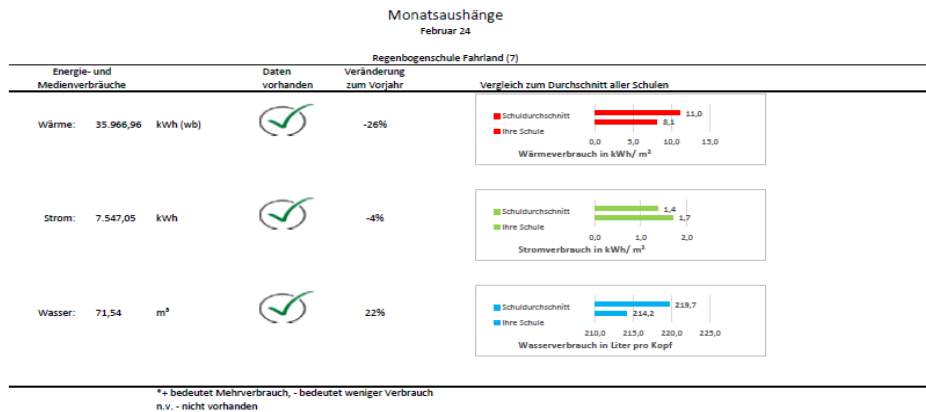 Monatsaushänge
Februar 24
Regenbogenschule Fahrland (7)
Energie- und Medienverbräuche
Daten vorhanden
Veränderung zum Vorjahr
Vergleich zum Durchschnitt aller Schulen
Wärme: 35.966,96 kWh (wb) -26%
Schuldurchschnitt 11,0
Ihre Schule 8,1
0,0 5,0 10,0 15,0
Wärmeverbrauch in kWh/ m²
Strom: 7.547,05 kWh -4%
Schuldurchschnitt 1,4
Ihre Schule 1,7
0,0 1,0 2,0
Stromverbrauch in kWh/ m²
Wasser: 71,54 m³ 22%
Schuldurchschnitt 219,7
Ihre Schule 214,2
210,0 215,0 220,0 225,0
Wasserverbrauch in Liter pro Kopf
*+ bedeutet Mehrverbrauch, - bedeutet weniger Verbrauch
n.v. - nicht vorhanden